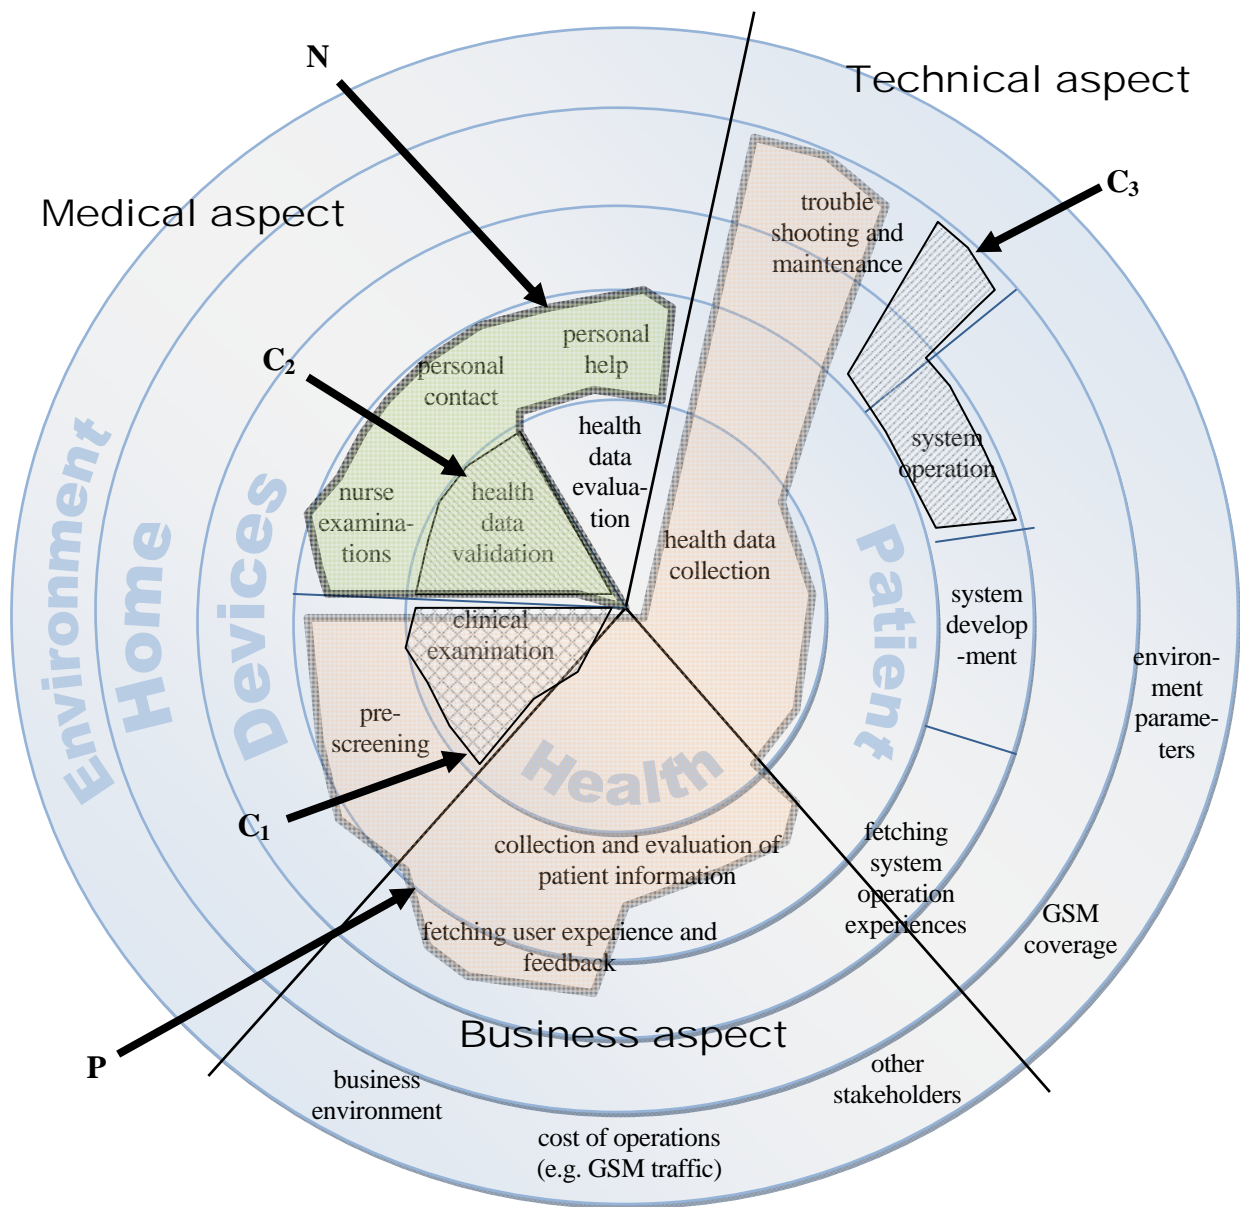 N
Technical aspect
C3
Medical aspect
trouble
shooting and
maintenance
C2
personal
help
personal
contact
health
data
evalua-
tion
system
operation
nurse
examina-
tions
health
data
validation
health data
collection
Environment
Home
Devices
Patient
Health
clinical
examination
system
develop
-ment
environ-
ment
parame-
ters
pre-
screening
C1
collection and evaluation of
patient information
fetching
system
operation
experiences
GSM
coverage
fetching user experience and
feedback
Business aspect
P
business
environment
other
stakeholders
cost of operations
(e.g. GSM traffic)